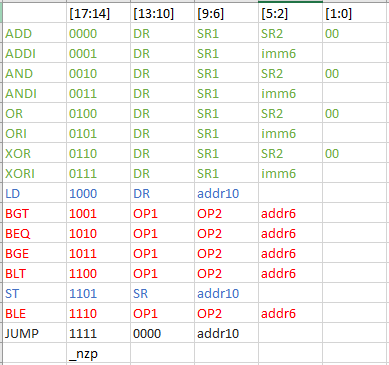 [17:14] [13:10] [9:6] [5:2] [1:0]
ADD 0000 DR SR1 SR2 00
ADDI 0001 DR SR1 imm6
AND 0010 DR SR1 SR2 00
ANDI 0011 DR SR1 imm6
OR 0100 DR SR1 SR2 00
ORI 0101 DR SR1 imm6
XOR 0110 DR SR1 SR2 00
XORI 0111 DR SR1 imm6
LD 1000 DR addr10
BGT 1001 OP1 OP2 addr6
BEQ 1010 OP1 OP2 addr6
BGE 1011 OP1 OP2 addr6
BLT 1100 OP1 OP2 addr6
ST 1101 SR addr10
BLE 1110 OP1 OP2 addr6
JUMP 1111 0000 addr10
_nzp